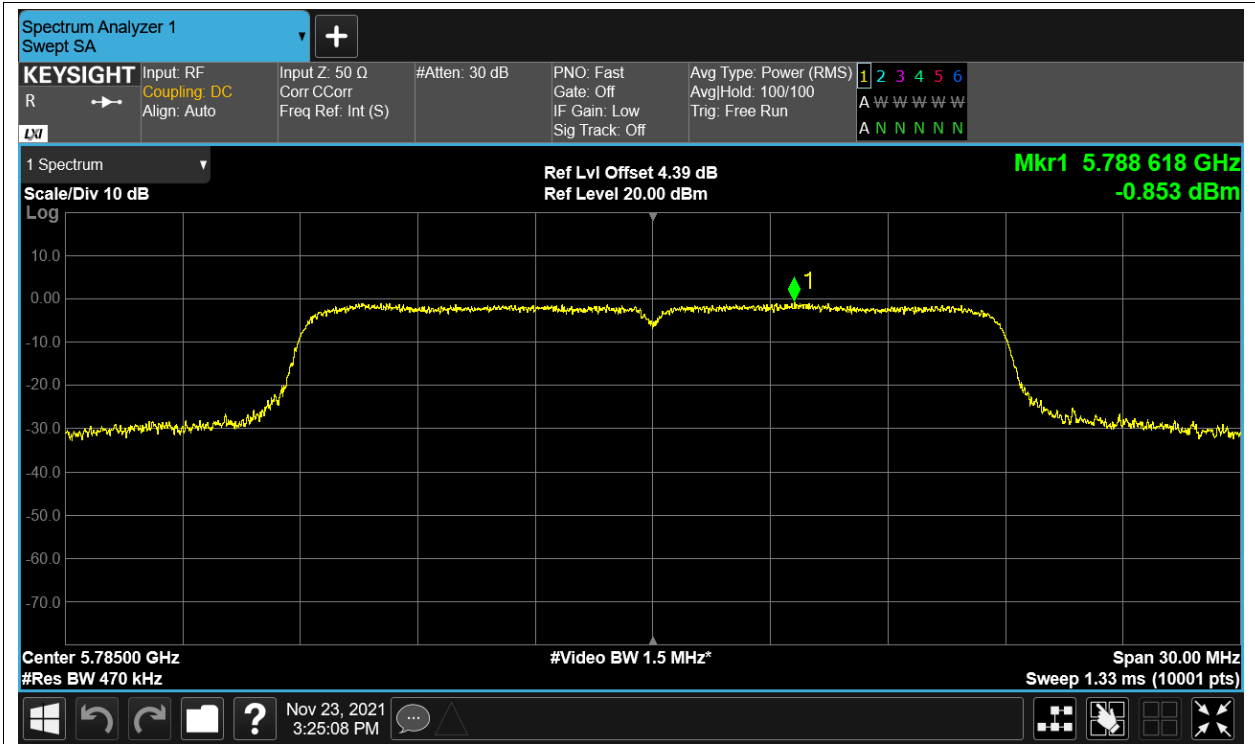 Spectrum Analyzer 1
Swept SA
KEYSIGHT
R
LXI
Input: RF
Coupling: DC
Align: Auto
Input Z: 50 Ω
Corr CCorr
Freq Ref: Int (S)
#Atten: 30 dB
PNO: Fast
Gate: Off
IF Gain: Low
Sig Track: Off
Avg Type: Power (RMS)
Avg|Hold: 100/100
Trig: Free Run
1 2 3 4 5 6
A W W W W W
A N N N N N
1 Spectrum
Scale/Div 10 dB
Log
Ref Lvl Offset 4.39 dB
Ref Level 20.00 dBm
Mkr1 5.788 618 GHz
-0.853 dBm
10.0
0.00
-10.0
-20.0
-30.0
-40.0
-50.0
-60.0
-70.0
1
Center 5.78500 GHz
#Res BW 470 kHz
#Video BW 1.5 MHz*
Span 30.00 MHz
Sweep 1.33 ms (10001 pts)
?
Nov 23, 2021
3:25:08 PM